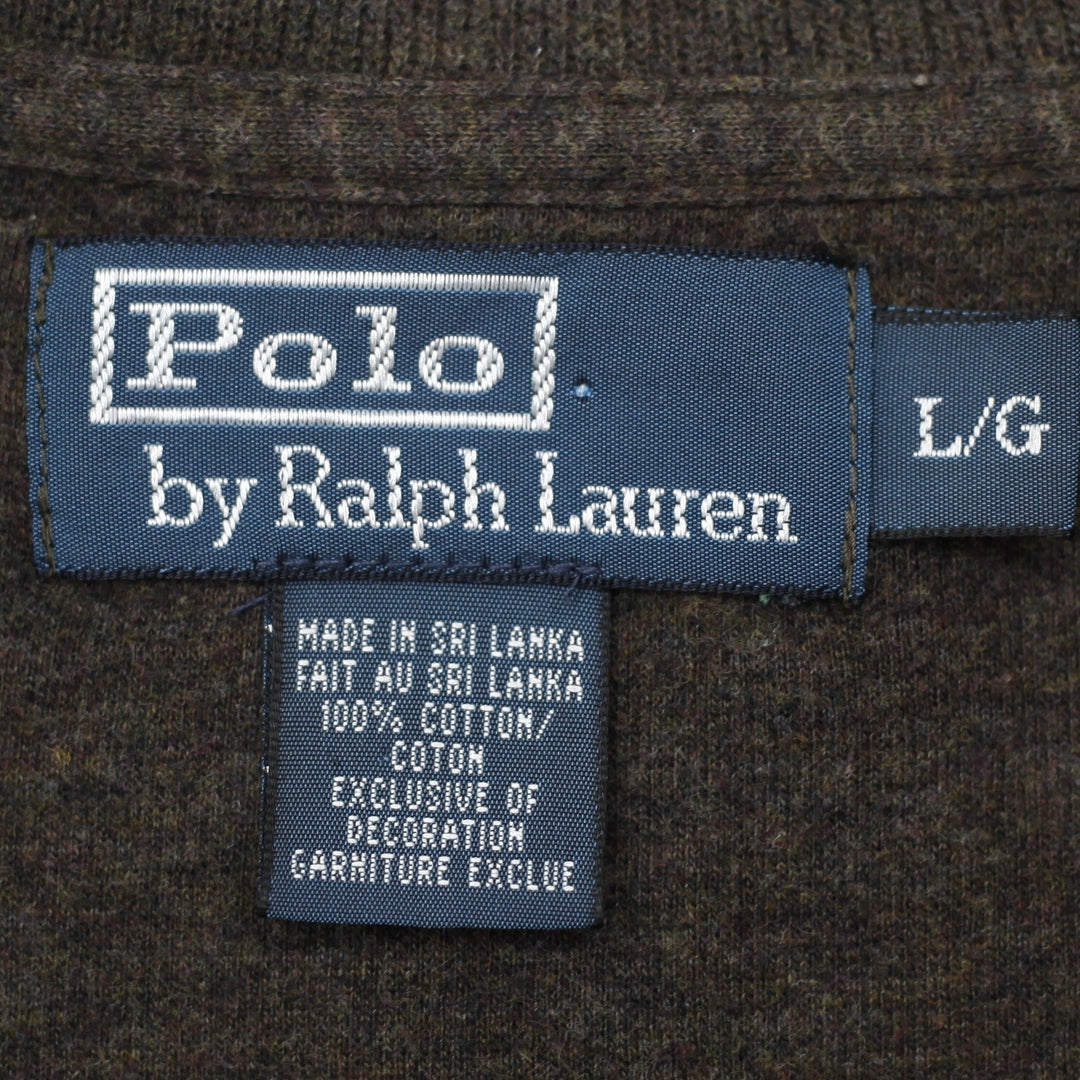 Polo
by Ralph Lauren
L/G
MADE IN SRI LANKA
FAIT AU SRI LANKA
100% COTTON/
COTON
EXCLUSIVE OF
DECORATION
GARNITURE EXCLUE